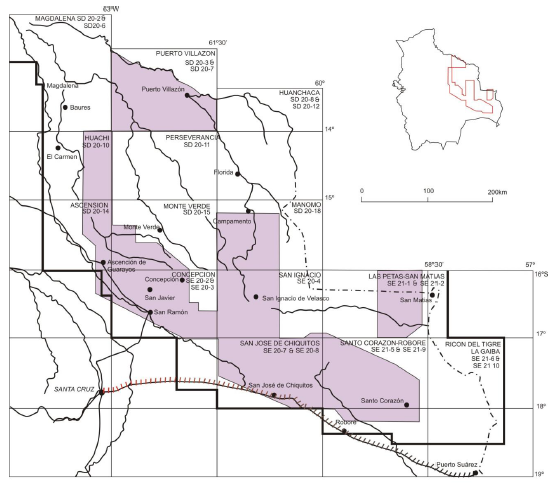 63°W
MAGDALENA SD 20-2 &
SD20-6
61°30'
PUERTO VILLAZON
SD 20-3 &
SD 20-7
60°
HUANCHACA
SD 20-8 &
SD 20-12
Magdalena
Puerto Villazón
Baures
14°
HUACHI
SD 20-10
PERSEVERANCIA
SD 20-11
El Carmen
Florida
15°
0 100 200km
ASCENSION
SD 20-14
MONTE VERDE
SD 20-15
MANOMO
SD 20-18
Campamento
Monte Verde
58°30'
57°
16°S
Ascención de
Guarayos
Concepción
CONCEPCION
SE 20-2 &
SE 20-3
SAN IGNACIO
SE 20-4
LAS PETAS-SAN MATIAS
SE 21-1 & SE 21-2
San Javier
San Ignacio de Velasco
San Matías
San Ramón
17°
SAN JOSE DE CHIQUITOS
SE 20-7 & SE 20-8
SANTO CORAZON-ROBORE
SE 21-5 & SE 21-9
RICON DEL TIGRE
LA GAIBA
SE 21-6 &
SE 21 10
SANTA CRUZ
San José de Chiquitos
Santo Corazón
18°
Roboré
Puerto Suárez
19°